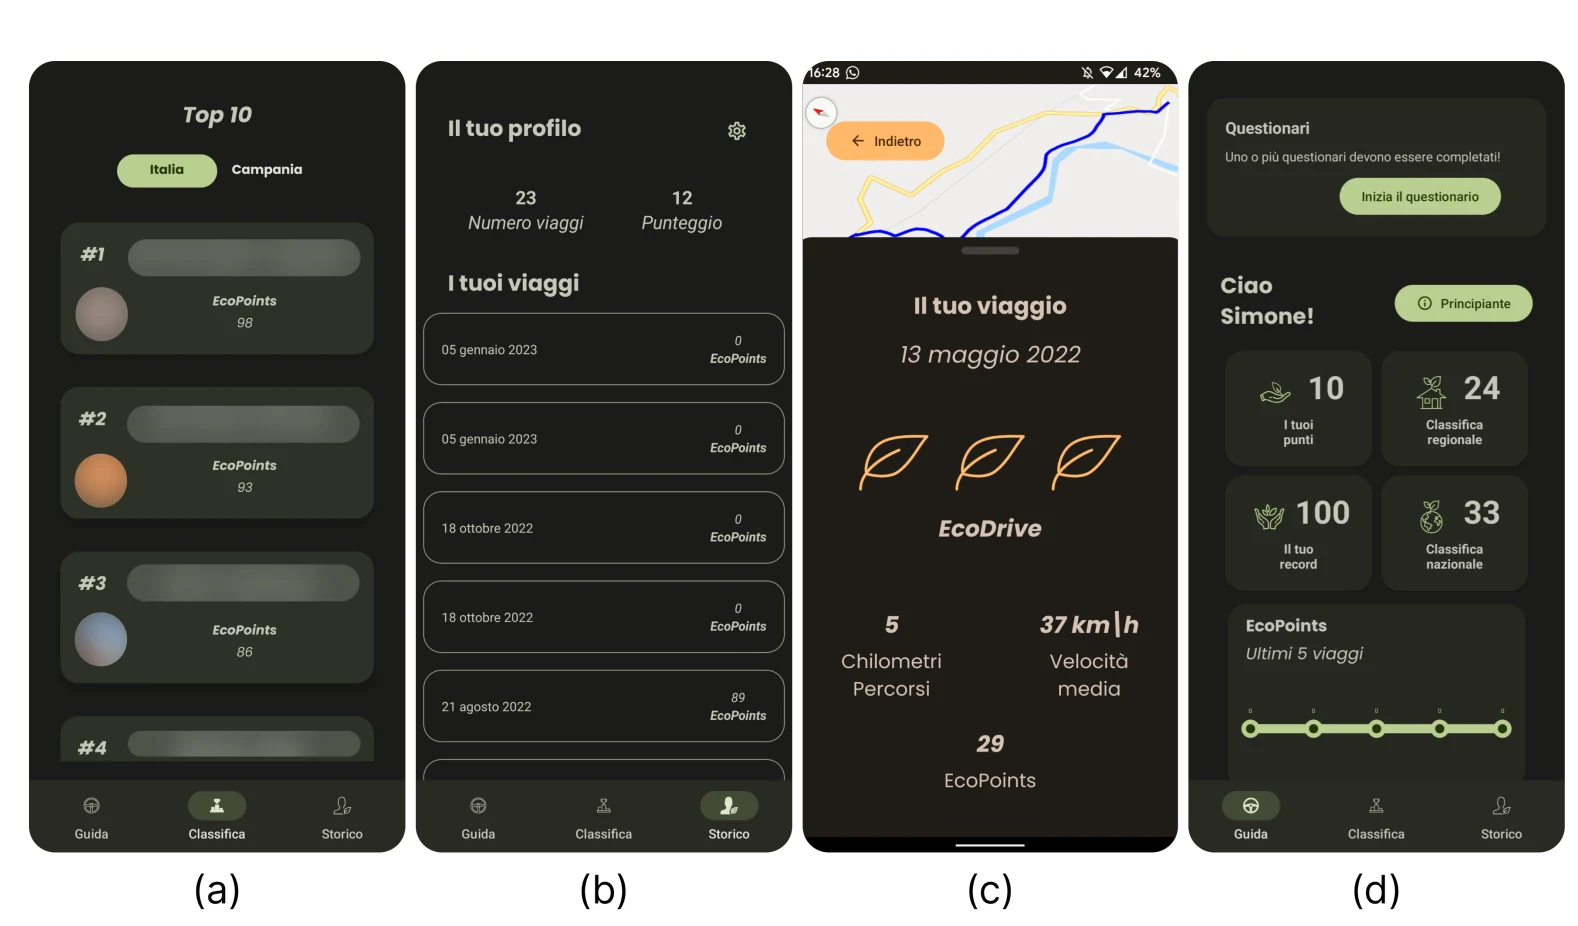 Top 10
Italia
Campania
#1
EcoPoints
98
#2
EcoPoints
93
#3
EcoPoints
86
#4
Guida
Classifica
Storico
(a)
Il tuo profilo
23
Numero viaggi
12
Punteggio
I tuoi viaggi
05 gennaio 2023
0
EcoPoints
05 gennaio 2023
0
EcoPoints
18 ottobre 2022
0
EcoPoints
18 ottobre 2022
0
EcoPoints
21 agosto 2022
89
EcoPoints
Guida
Classifica
Storico
(b)
16:28
42%
Indietro
Il tuo viaggio
13 maggio 2022
EcoDrive
5
Chilometri
Percorsi
37 km\h
Velocità
media
29
EcoPoints
(c)
Questionari
Uno o più questionari devono essere completati!
Inizia il questionario
Ciao
Simone!
Principiante
10
I tuoi
punti
24
Classifica
regionale
100
Il tuo
record
33
Classifica
nazionale
EcoPoints
Ultimi 5 viaggi
0 0 0 0 0
Guida
Classifica
Storico
(d)